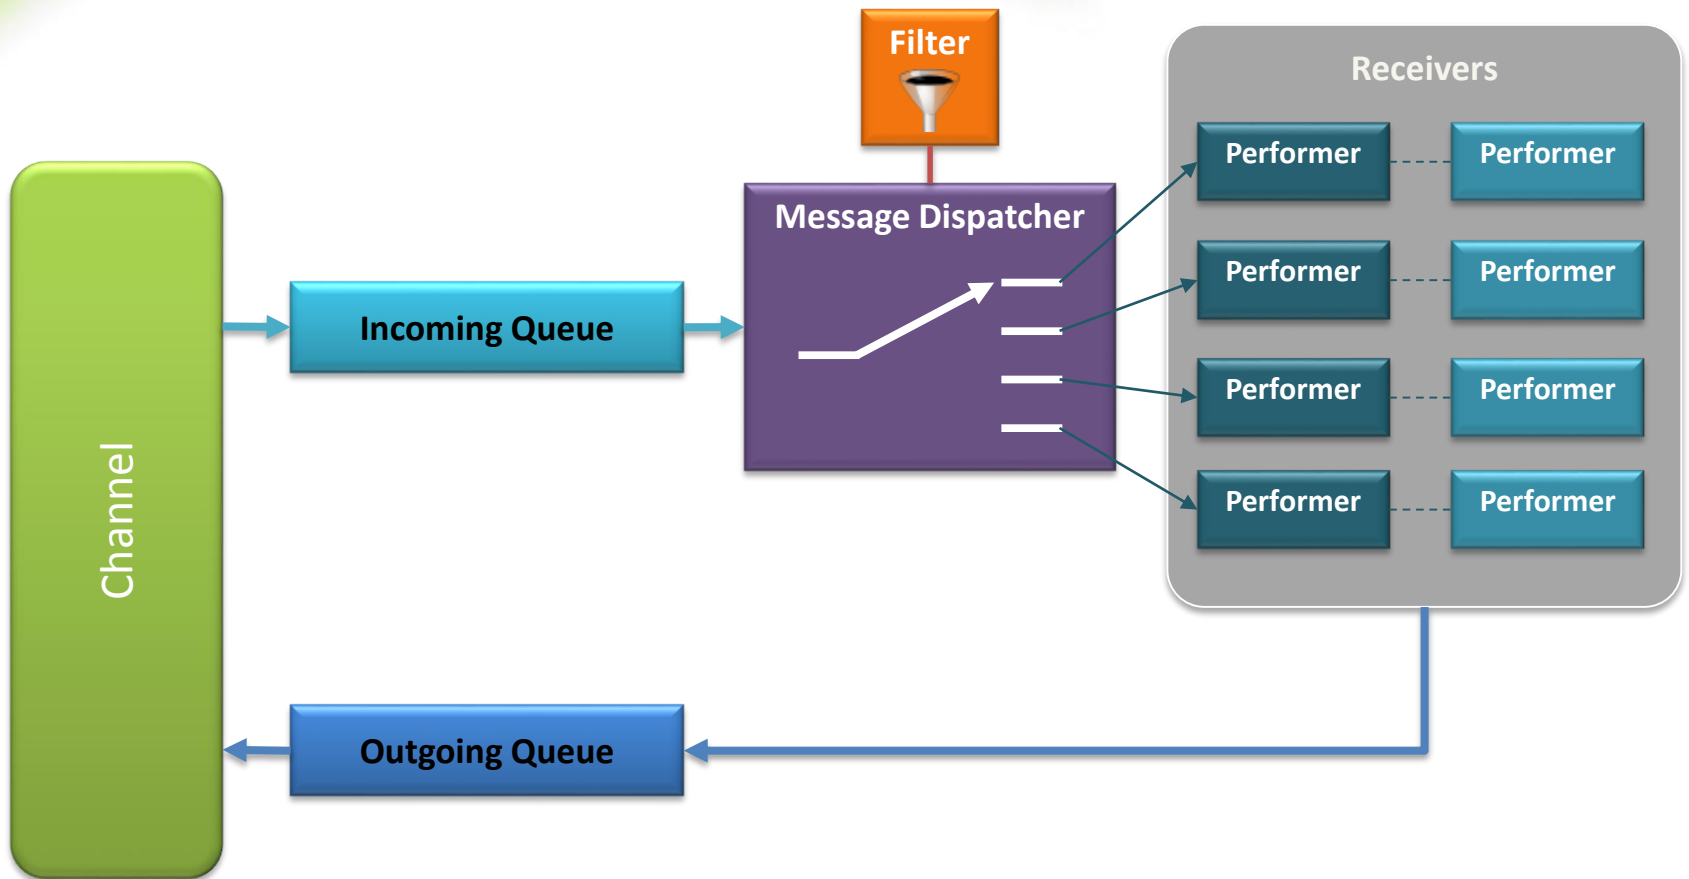 Filter
Receivers
Performer
Performer
Message Dispatcher
Performer
Performer
Incoming Queue
Performer
Performer
Channel
Performer
Performer
Outgoing Queue